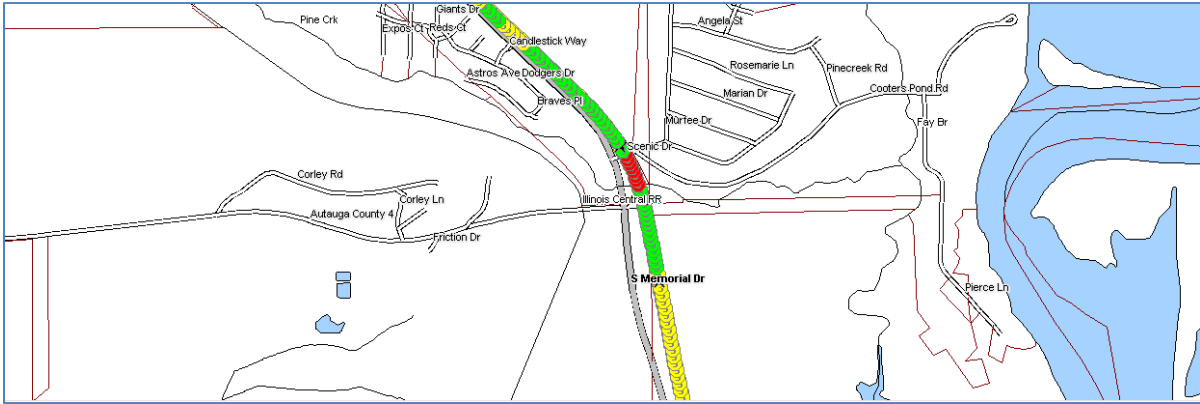 Giants Dr
Pine Crk
Angela St
Expos Ct
Reds Ct
Candlestick Way
Rosemarie Ln
Pinecreek Rd
Astros Ave
Dodgers Dr
Marian Dr
Cooters Pond Rd
Braves Pl
Murfee Dr
Fay Br
Scenic Dr
Corley Rd
Corley Ln
Illinois Central RR
Autauga County 4
Friction Dr
S Memorial Dr
Pierce Ln